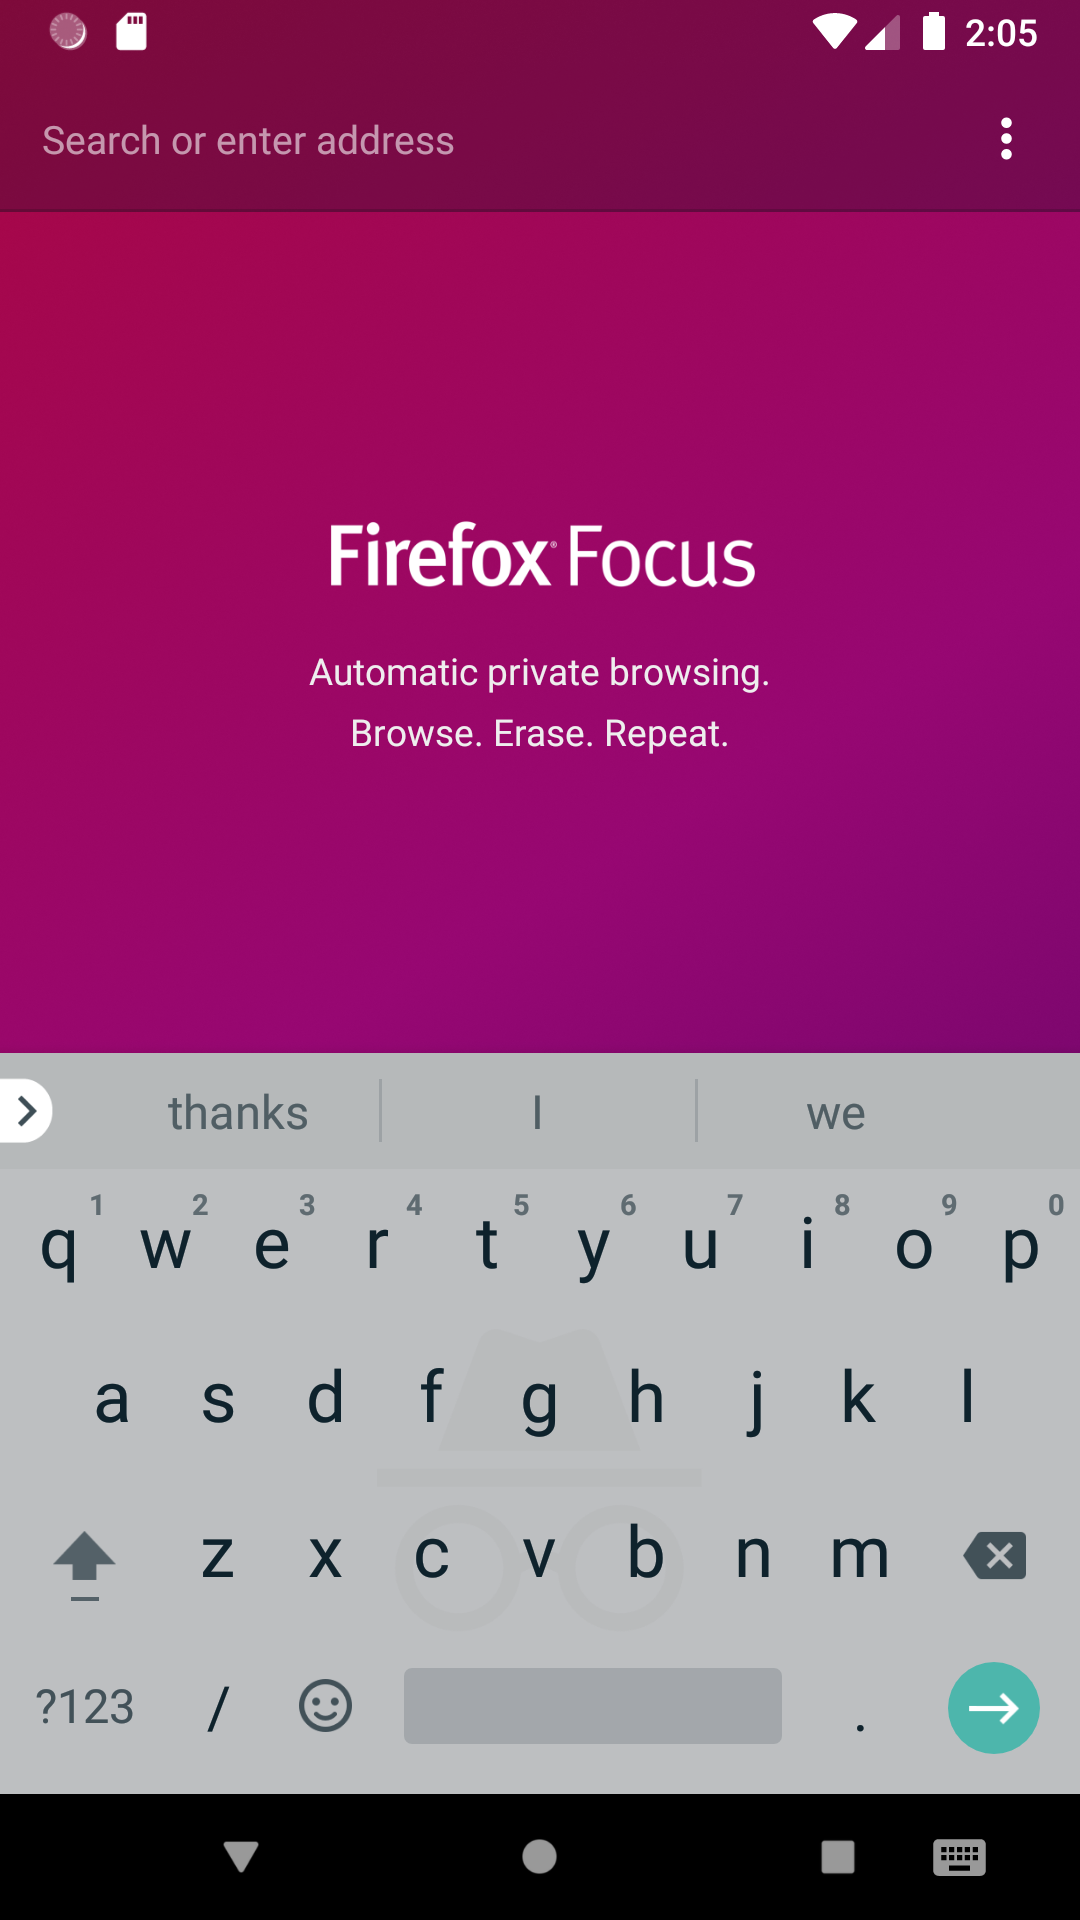 2:05
Search or enter address
Firefox Focus
Automatic private browsing.
Browse. Erase. Repeat.
thanks I we
1 2 3 4 5 6 7 8 9 0
q w e r t y u i o p
a s d f g h j k l
z x c v b n m
?123 / .